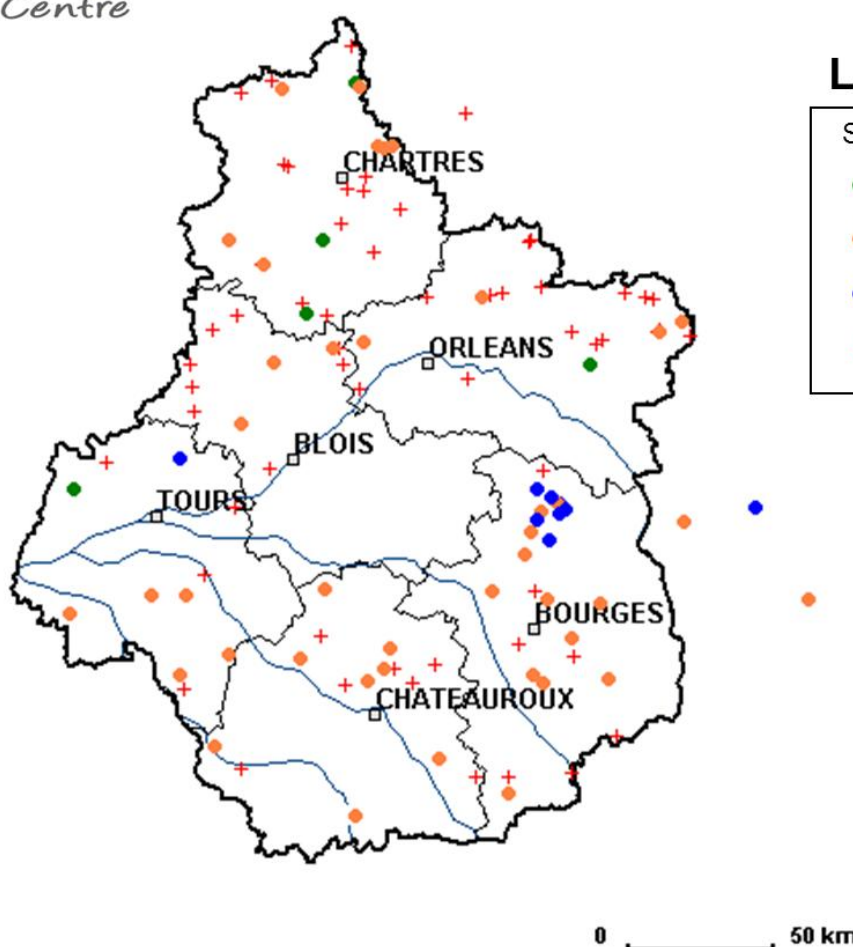 Centre
L
S
CHARTRES
ORLEANS
BLOIS
TOURS
BOURGES
CHATEAUROUX
0 50 km